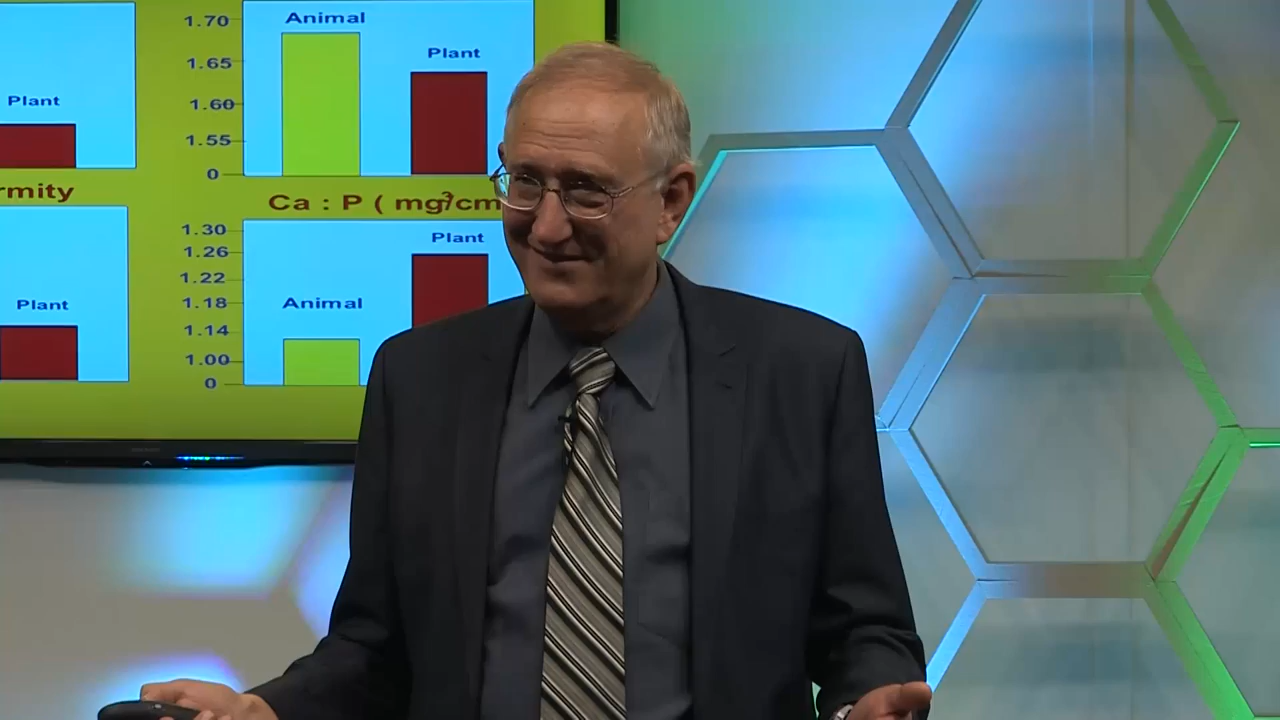 Plant
rmity
Plant
1.70
1.65
1.60
1.55
0
Animal
Plant
Ca : P ( mg²/cm
1.30
1.26
1.22
1.18
1.14
1.00
0
Animal
Plant